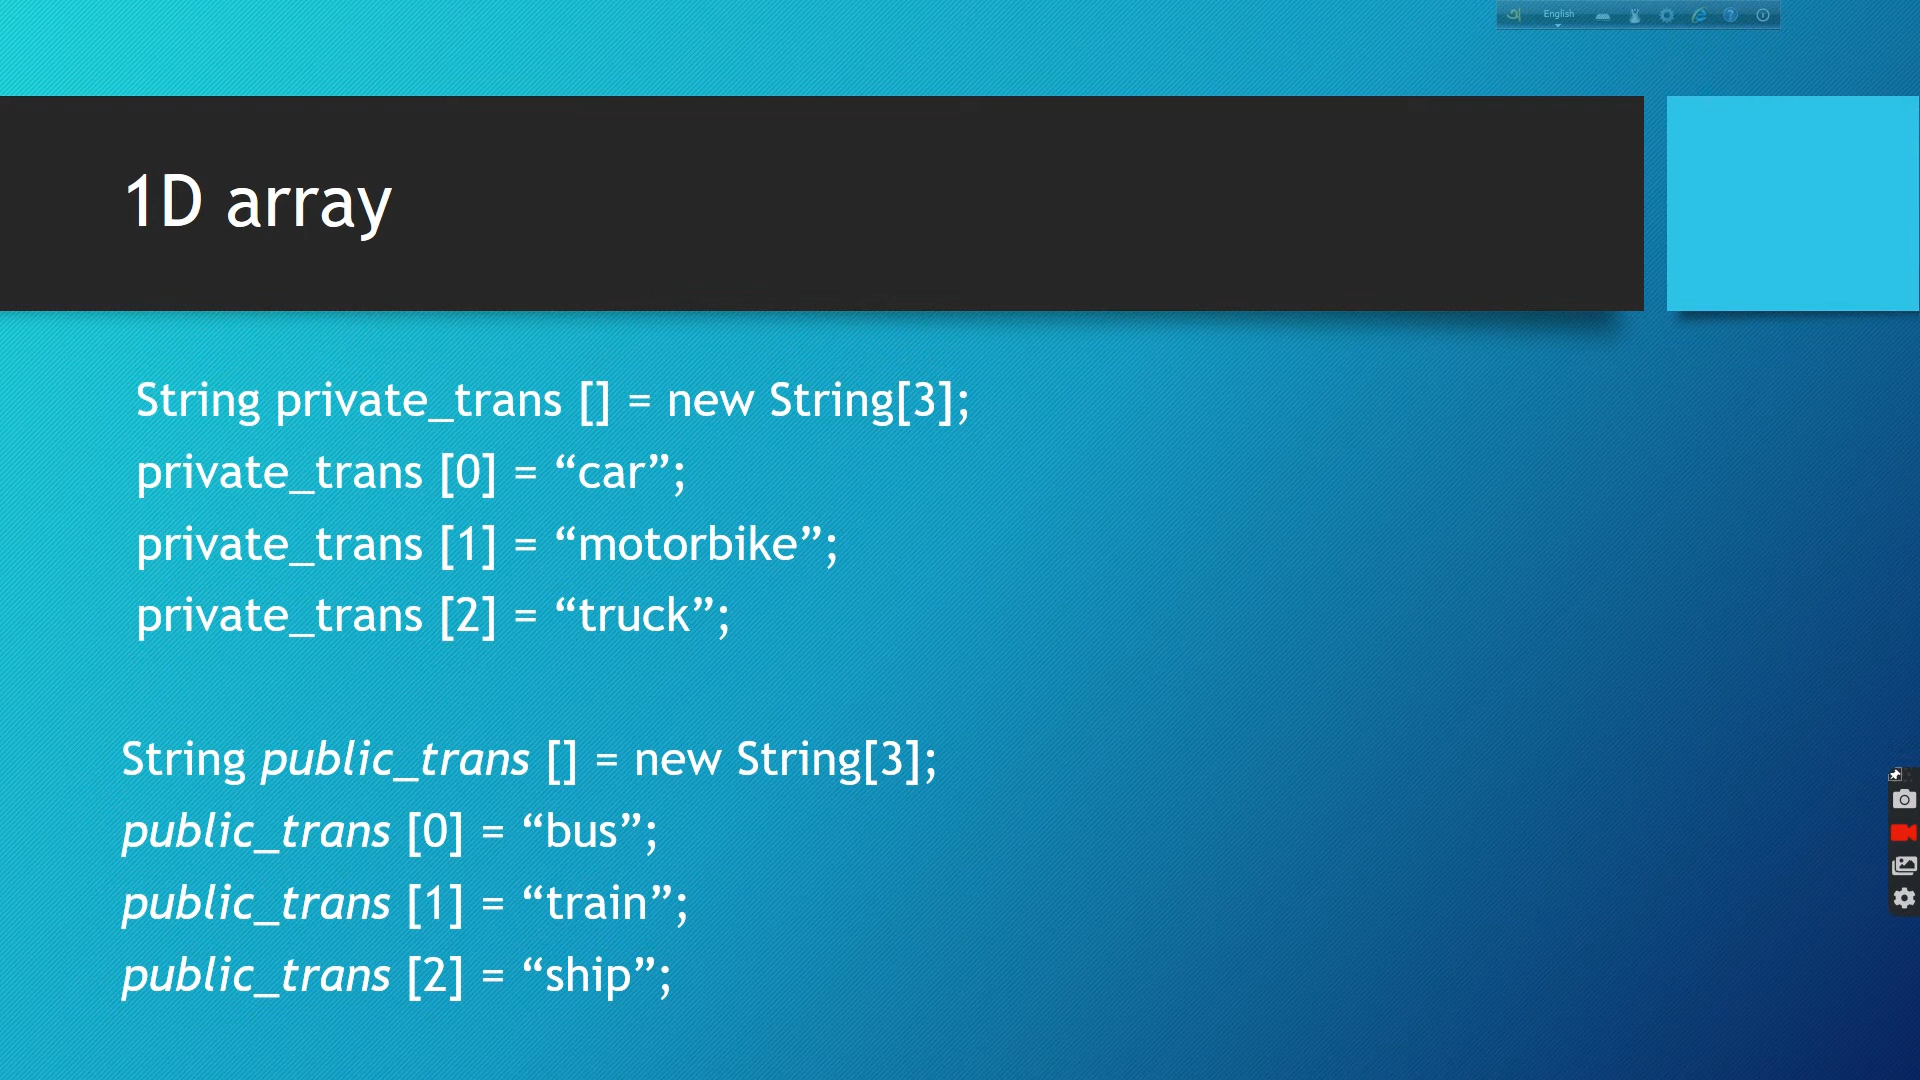 English
1D array
String private_trans [] = new String[3];
private_trans [0] = “car”;
private_trans [1] = “motorbike”;
private_trans [2] = “truck”;
String public_trans [] = new String[3];
public_trans [0] = “bus”;
public_trans [1] = “train”;
public_trans [2] = “ship”;